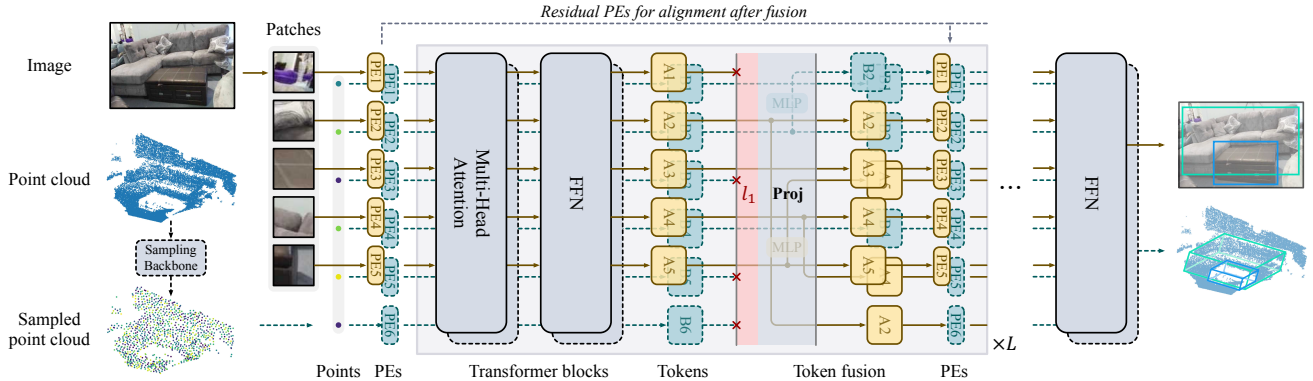 Residual PEs for alignment after fusion
Patches
Image
Point cloud
Sampling
Backbone
Sampled
point cloud
PE1
PE1
PE2
PE2
PE3
PE3
PE4
PE4
PE5
PE5
PE6
Multi-Head
Attention
FFN
A1
A2
A3
A4
A5
B6
l1
Proj
MLP
MLP
B2
A2
A3
A4
A5
A2
PE1
PE1
PE2
PE2
PE3
PE3
PE4
PE4
PE5
PE5
PE6
...
×L
FFN
Points
PEs
Transformer blocks
Tokens
Token fusion
PEs